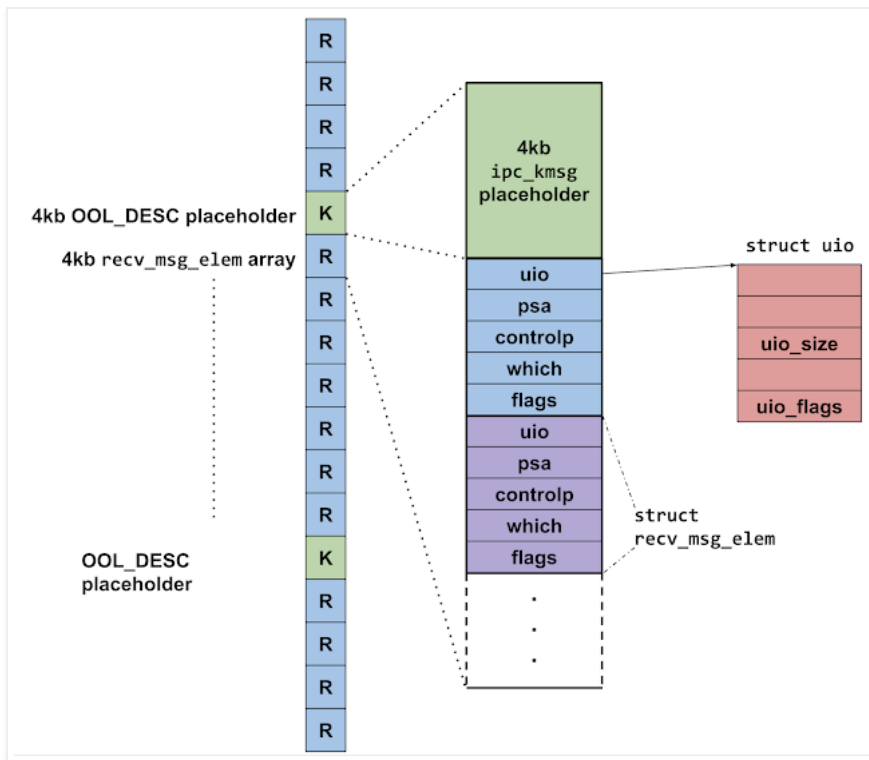 R
R
R
R
K
R
R
R
R
R
R
R
K
R
R
R
R
4kb OOL_DESC placeholder
4kb recv_msg_elem array
OOL_DESC
placeholder
4kb
ipc_kmsg
placeholder
uio
psa
controlp
which
flags
uio
psa
controlp
which
flags
struct
recv_msg_elem
struct uio
uio_size
uio_flags